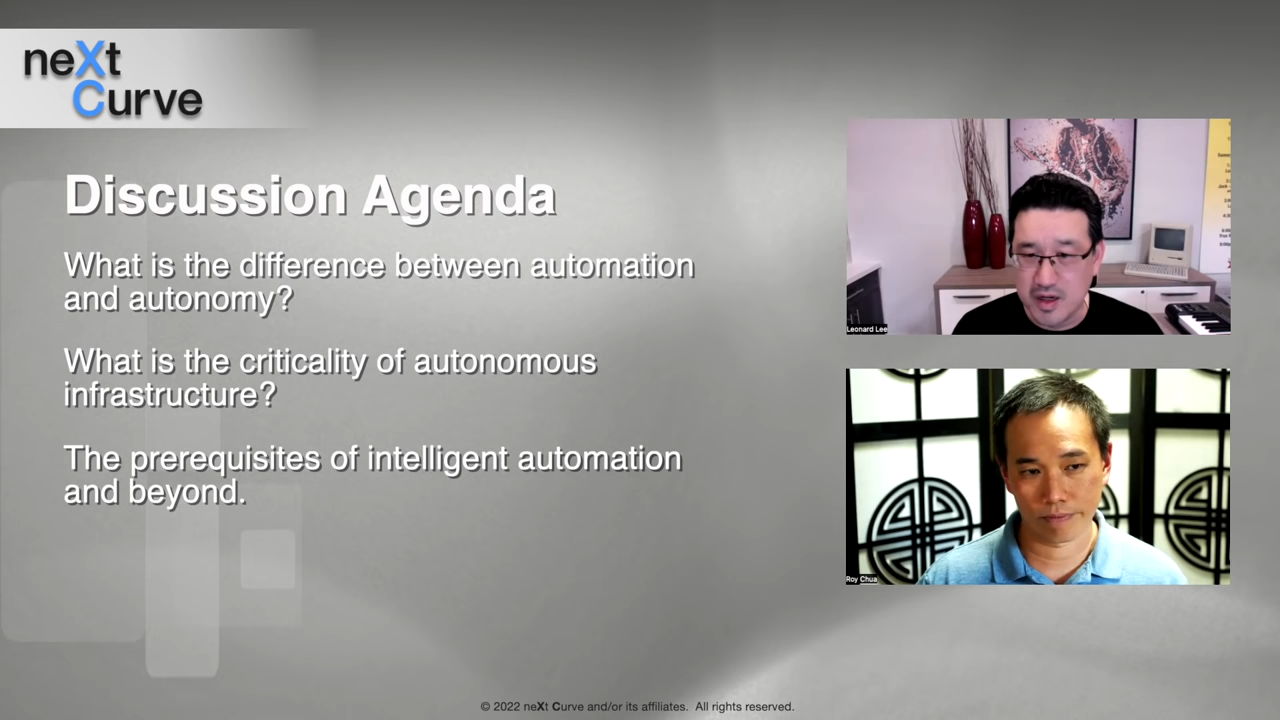 neXt
Curve
Discussion Agenda
What is the difference between automation
and autonomy?
What is the criticality of autonomous
infrastructure?
The prerequisites of intelligent automation
and beyond.
Leonard Lee
Roy Chua
© 2022 neXt Curve and/or its affiliates. All rights reserved.